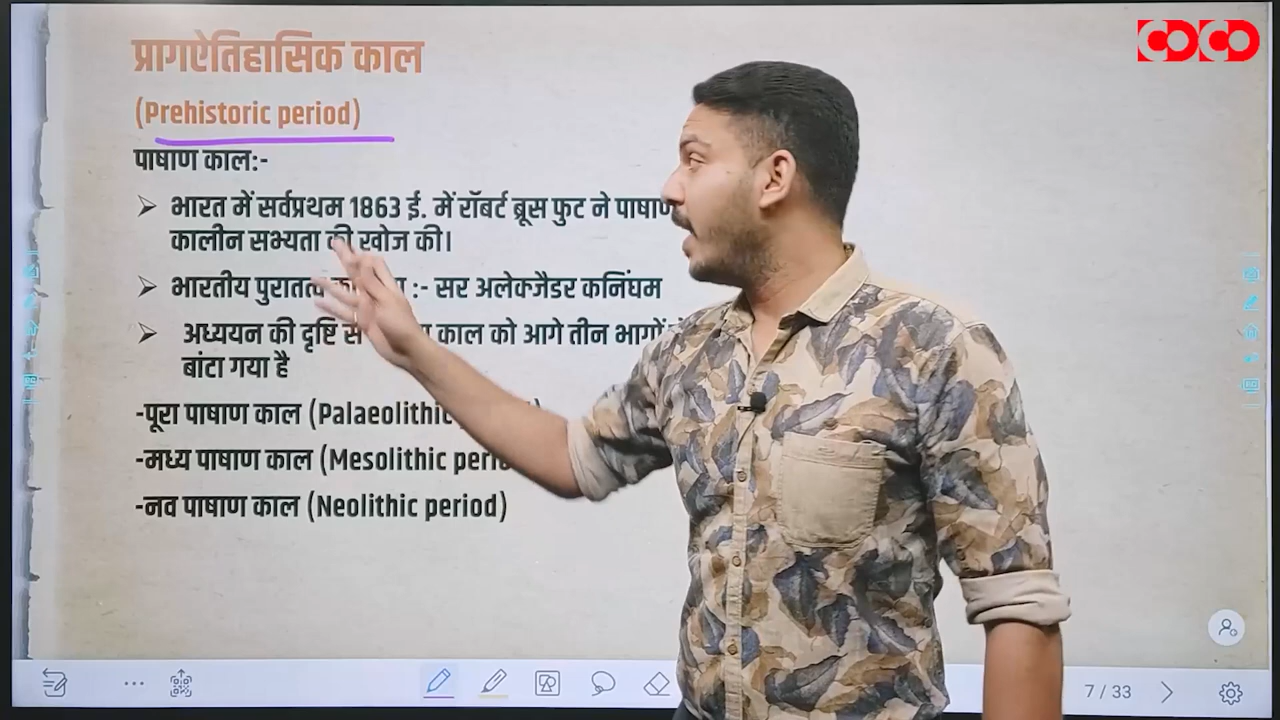 COCO
प्रागऐतिहासिक काल
(Prehistoric period)
पाषाण काल:-
भारत में सर्वप्रथम 1863 ई. में रॉबर्ट ब्रूस फुट ने पाषाण
कालीन सभ्यता की खोज की।
भारतीय पुरातत्व :- सर अलेक्जैडर कनिंघम
अध्ययन की दृष्टि से काल को आगे तीन भागों
बांटा गया है
-पूरा पाषाण काल (Palaeolithic
-मध्य पाषाण काल (Mesolithic
-नव पाषाण काल (Neolithic period)
7 / 33